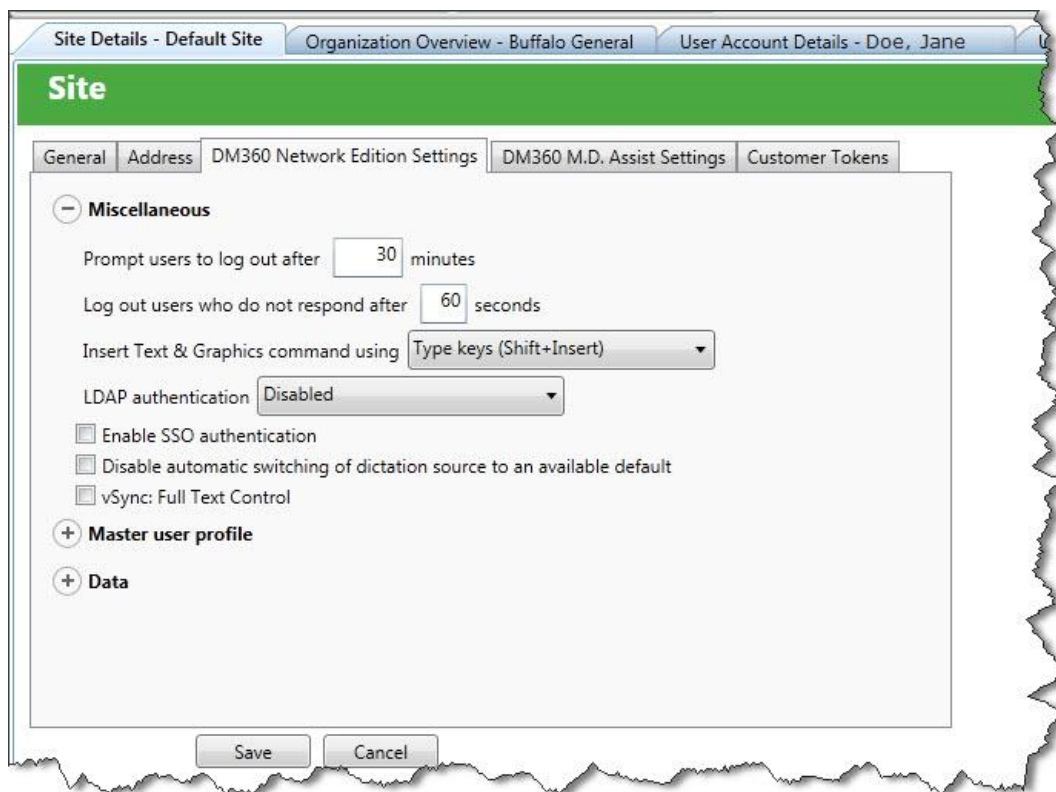 Site Details - Default Site Organization Overview - Buffalo General User Account Details - Doe, Jane
Site
General Address DM360 Network Edition Settings DM360 M.D. Assist Settings Customer Tokens
Miscellaneous
Prompt users to log out after 30 minutes
Log out users who do not respond after 60 seconds
Insert Text & Graphics command using Type keys (Shift+Insert)
LDAP authentication Disabled
Enable SSO authentication
Disable automatic switching of dictation source to an available default
vSync: Full Text Control
Master user profile
Data
Save Cancel